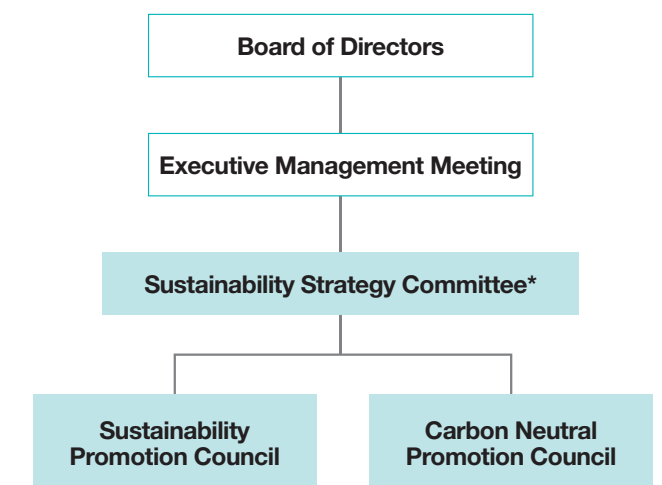 Board of Directors
Executive Management Meeting
Sustainability Strategy Committee*
Sustainability
Promotion Council
Carbon Neutral
Promotion Council